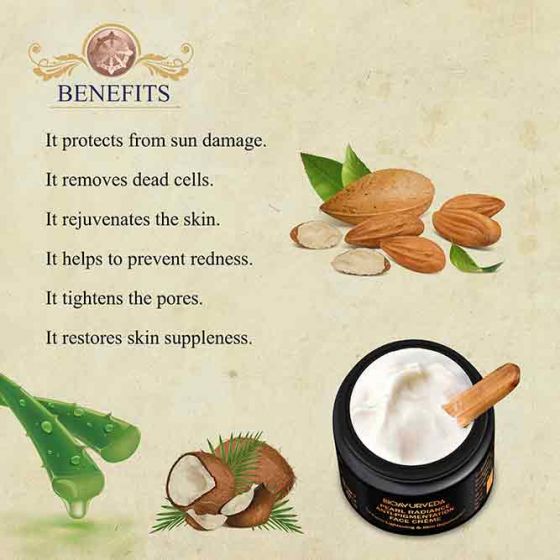 BENEFITS
It protects from sun damage.
It removes dead cells.
It rejuvenates the skin.
It helps to prevent redness.
It tightens the pores.
It restores skin suppleness.
BIOAYURVEDA
PEARL RADIANCE
ANTI-PIGMENTATION
FACE CRÈME